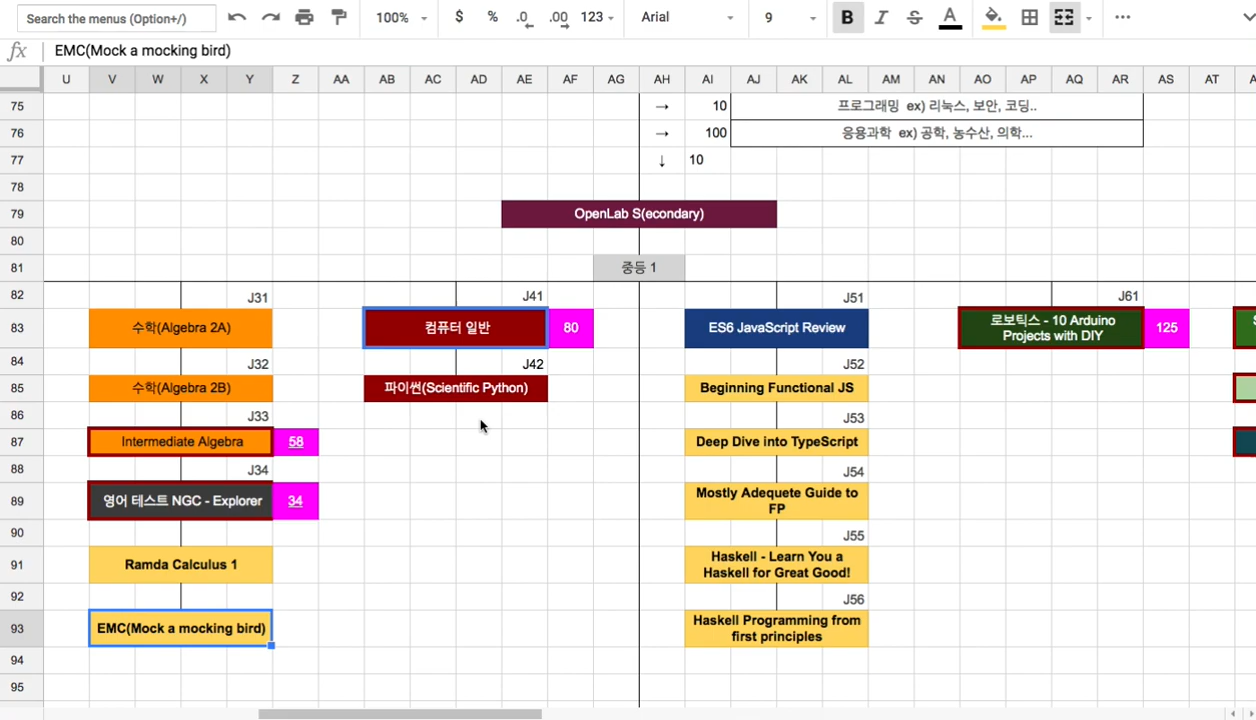 Search the menus (Option+/)
100%
$ % .0 .00 123
Arial
9
B I S A
fx EMC(Mock a mocking bird)
U V W X Y Z AA AB AC AD AE AF AG AH AI AJ AK AL AM AN AO AP AQ AR AS AT
75 → 10 프로그래밍 ex) 리눅스, 보안, 코딩..
76 → 100 응용과학 ex) 공학, 농수산, 의학...
77 ↓ 10
78
79 OpenLab S(econdary)
80
81 중등 1
82 J31 J41 J51 J61
83 수학(Algebra 2A) 컴퓨터 일반 80 ES6 JavaScript Review 로보틱스 - 10 Arduino
Projects with DIY 125
84 J32 J42 J52
85 수학(Algebra 2B) 파이썬(Scientific Python) Beginning Functional JS
86 J33 J53
87 Intermediate Algebra 58 Deep Dive into TypeScript
88 J34 J54
89 영어 테스트 NGC - Explorer 34 Mostly Adequete Guide to
FP
90 J55
91 Ramda Calculus 1 Haskell - Learn You a
Haskell for Great Good!
92 J56
93 EMC(Mock a mocking bird) Haskell Programming from
first principles
94
95